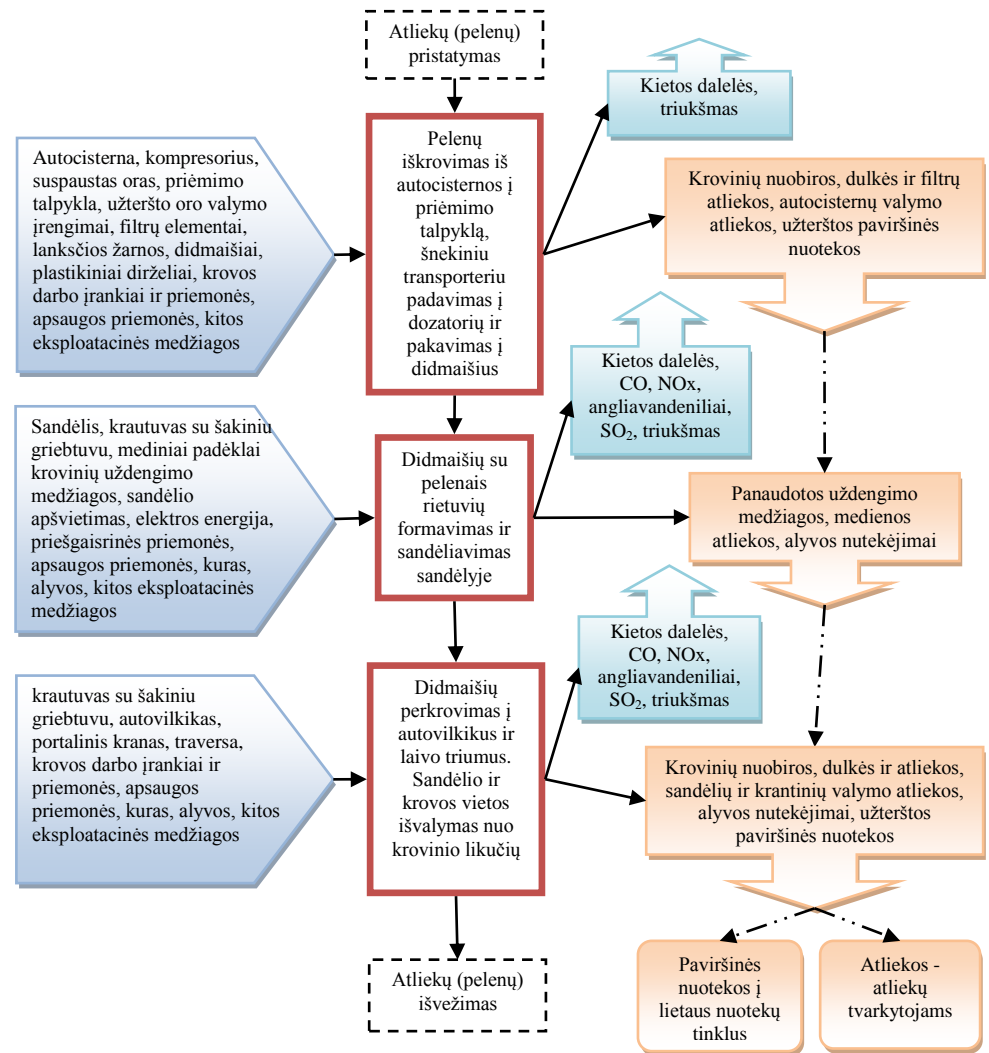 Atliekų (pelenų)
pristatymas
Kietos dalelės,
triukšmas
Autocisterna, kompresorius,
suspaustas oras, priėmimo
talpykla, užteršto oro valymo
įrengimai, filtrų elementai,
lanksčios žarnos, didmaišiai,
plastikiniai dirželiai, krovos
darbo įrankiai ir priemonės,
apsaugos priemonės, kitos
eksploatacinės medžiagos
Pelenų
iškrovimas iš
autocisternos į
priėmimo
talpyklą,
šnekiniu
transporteriu
padavimas į
dozatorių ir
pakavimas į
didmaišius
Krovinių nuobiros, dulkės ir filtrų
atliekos, autocisternų valymo
atliekos, užterštos paviršinės
nuotekos
Kietos dalelės,
CO, NOx,
angliavandeniliai,
SO₂, triukšmas
Sandėlis, krautuvas su šakiniu
griebtuvu, mediniai padėklai
krovinių uždengimo
medžiagos, sandėlio
apšvietimas, elektros energija,
priešgaisrinės priemonės,
apsaugos priemonės, kuras,
alyvos, kitos eksploatacinės
medžiagos
Didmaišių su
pelenais
rietuvių
formavimas ir
sandėliavimas
sandėlyje
Panaudotos uždengimo
medžiagos, medienos
atliekos, alyvos nutekėjimai
Kietos dalelės,
CO, NOx,
angliavandeniliai,
SO₂, triukšmas
krautuvas su šakiniu
griebtuvu, autovilkikas,
portalinis kranas, traversa,
krovos darbo įrankiai ir
priemonės, apsaugos
priemonės, kuras, alyvos, kitos
eksploatacinės medžiagos
Didmaišių
perkrovimas į
autovilkikus ir
laivo triumus.
Sandėlio ir
krovos vietos
išvalymas nuo
krovinio likučių
Krovinių nuobiros, dulkės ir atliekos,
sandėlių ir krantinių valymo atliekos,
alyvos nutekėjimai, užterštos
paviršinės nuotekos
Atliekų (pelenų)
išvežimas
Paviršinės
nuotekos į
lietaus nuotekų
tinklus
Atliekos -
atliekų
tvarkytojams